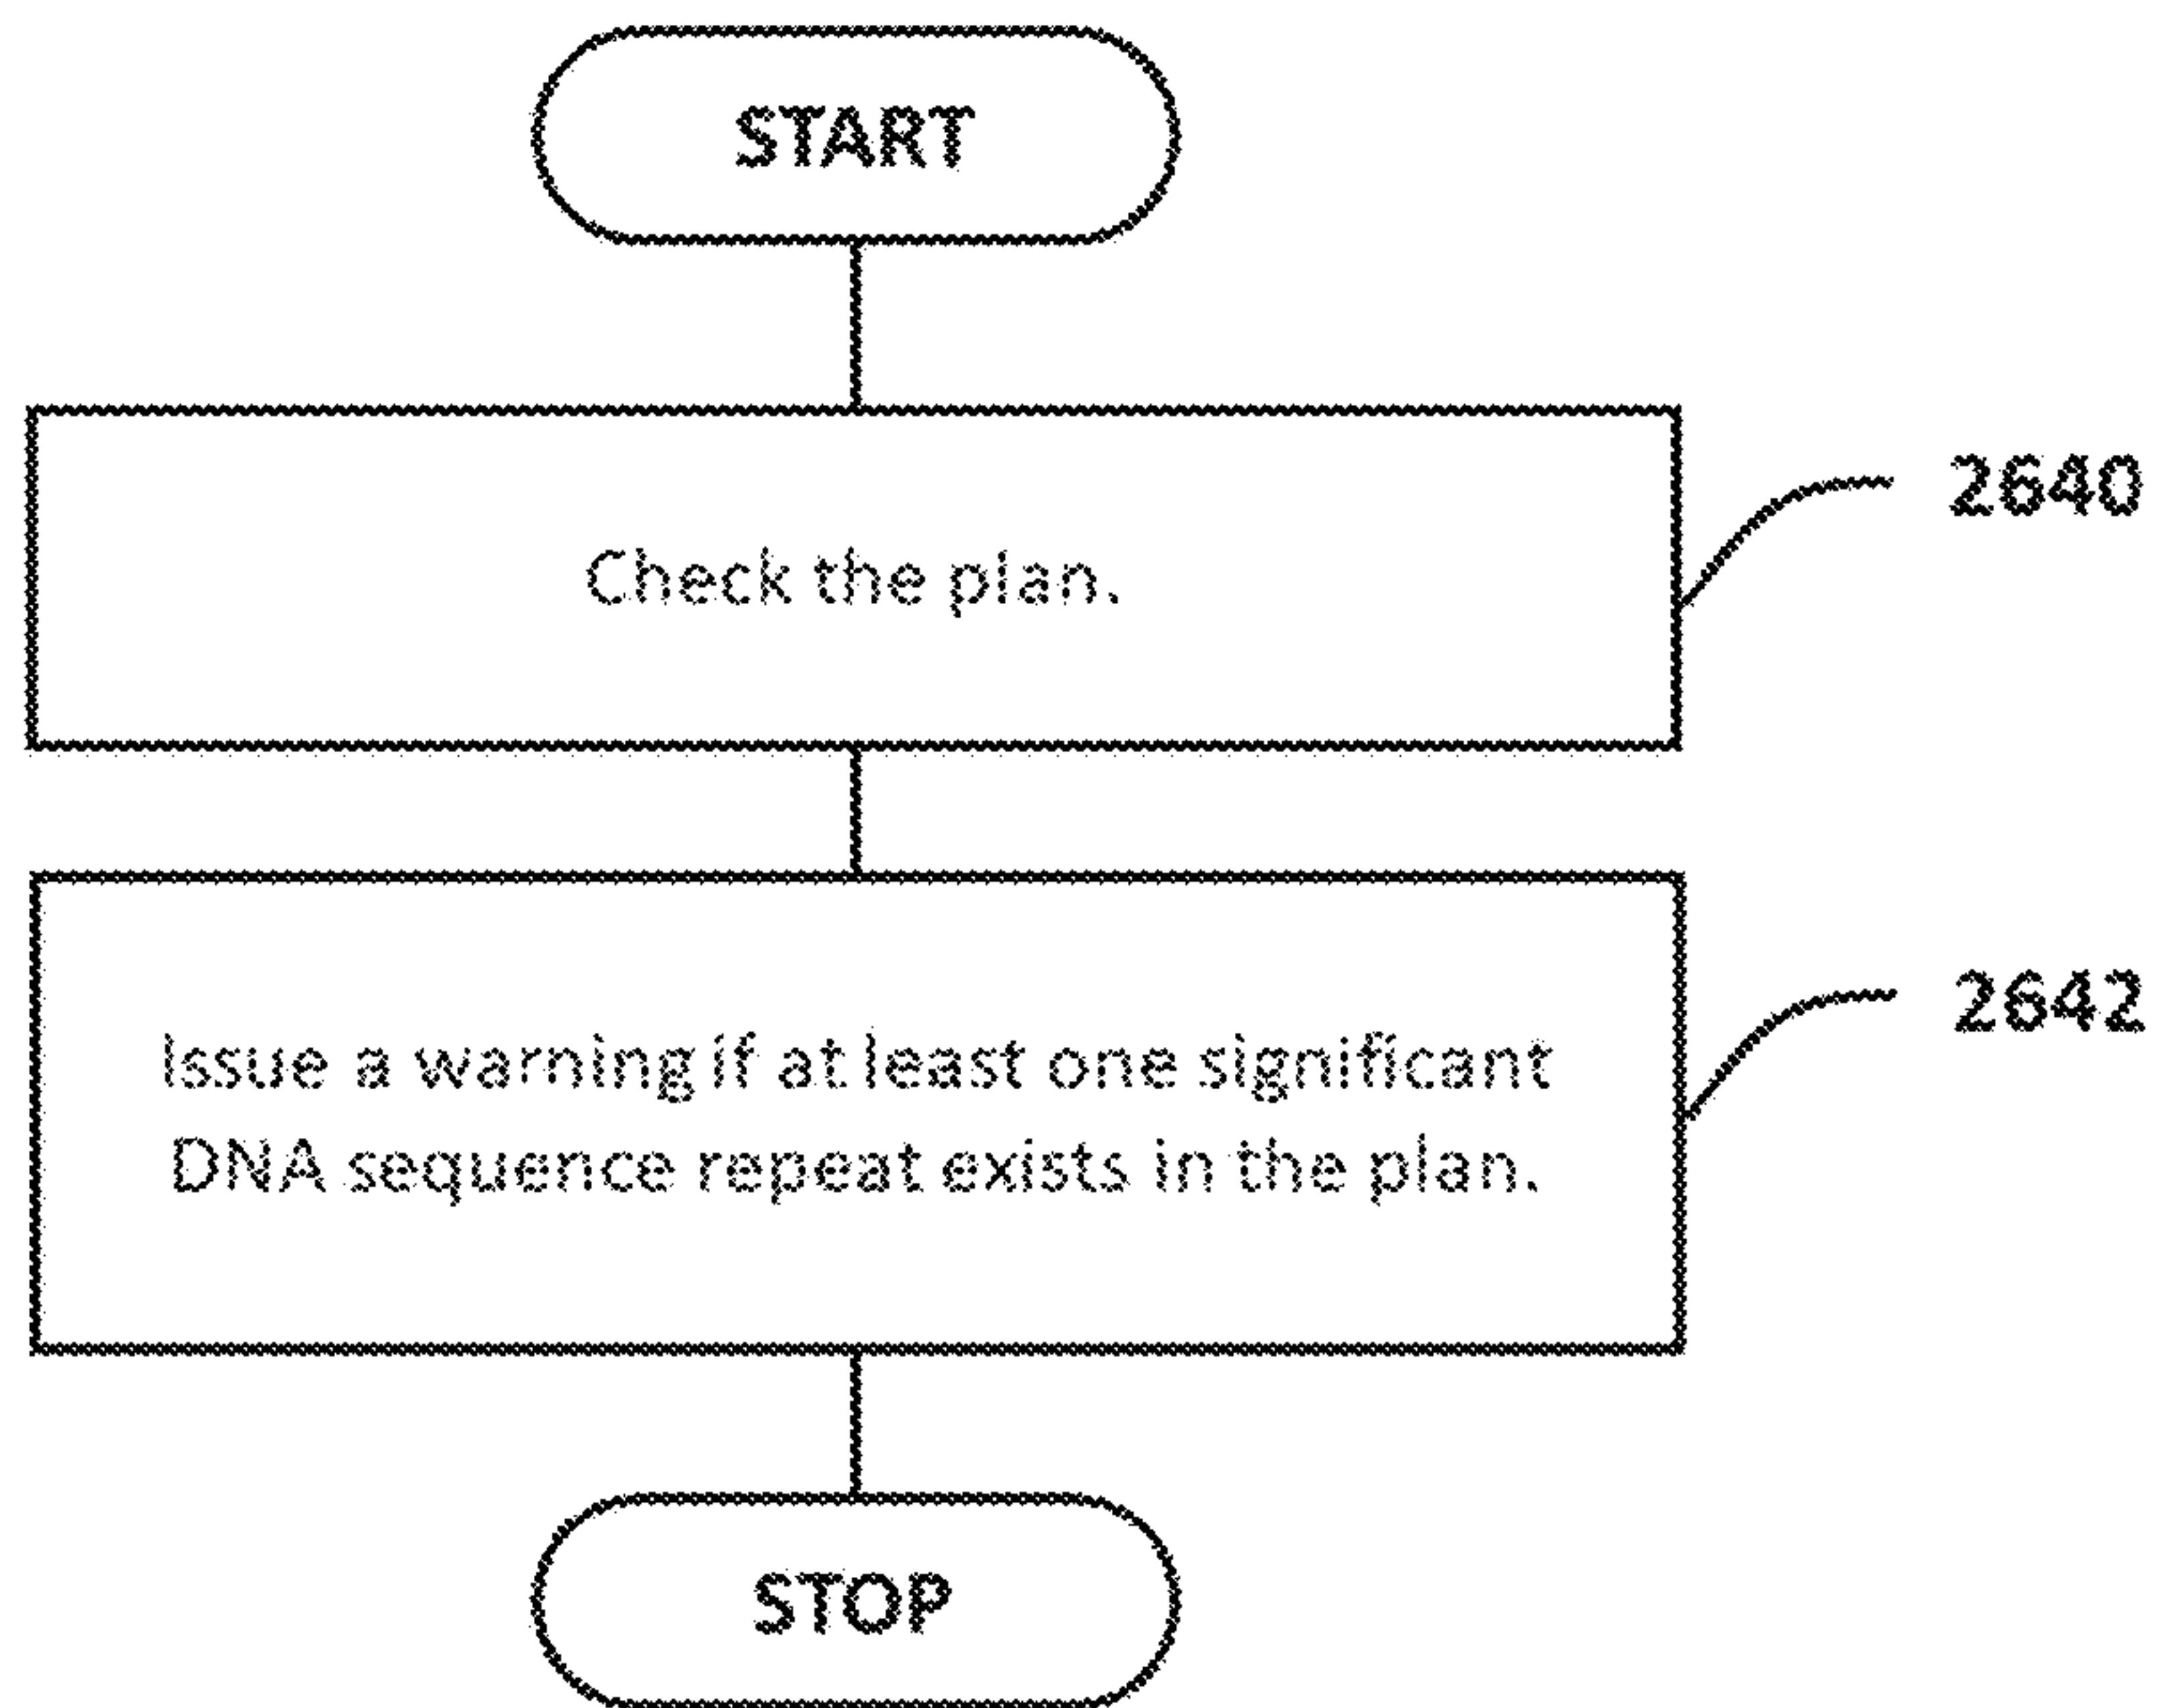 START
Check the plan.
2640
Issue a warning if at least one significant
DNA sequence repeat exists in the plan.
2642
STOP